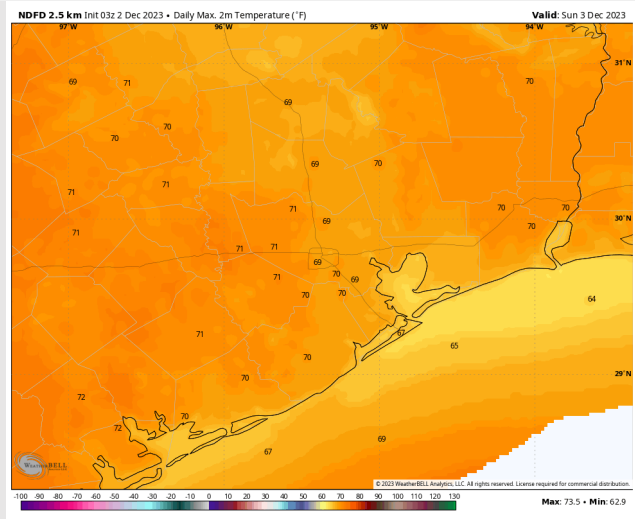 NDFD 2.5 km Init 03z 2 Dec 2023 • Daily Max. 2m Temperature (°F)
Valid: Sun 3 Dec 2023
97°W 96°W 95°W 94°W
31°N
69 71 70
69
70 70
69 70
71 71
71 70 70
71 69 70
71 71
69
71 70 69
70 70 64
71 67 65
70
29°N
70
72
70
72
69
67
30°N
WeatherBELL
© 2023 WeatherBELL Analytics, LLC. All rights reserved. License required for commercial distribution.
-100 -90 -80 -70 -60 -50 -40 -30 -20 -10 0 10 20 30 40 50 60 70 80 90 100 110 120 130
Max: 73.5 • Min: 62.9